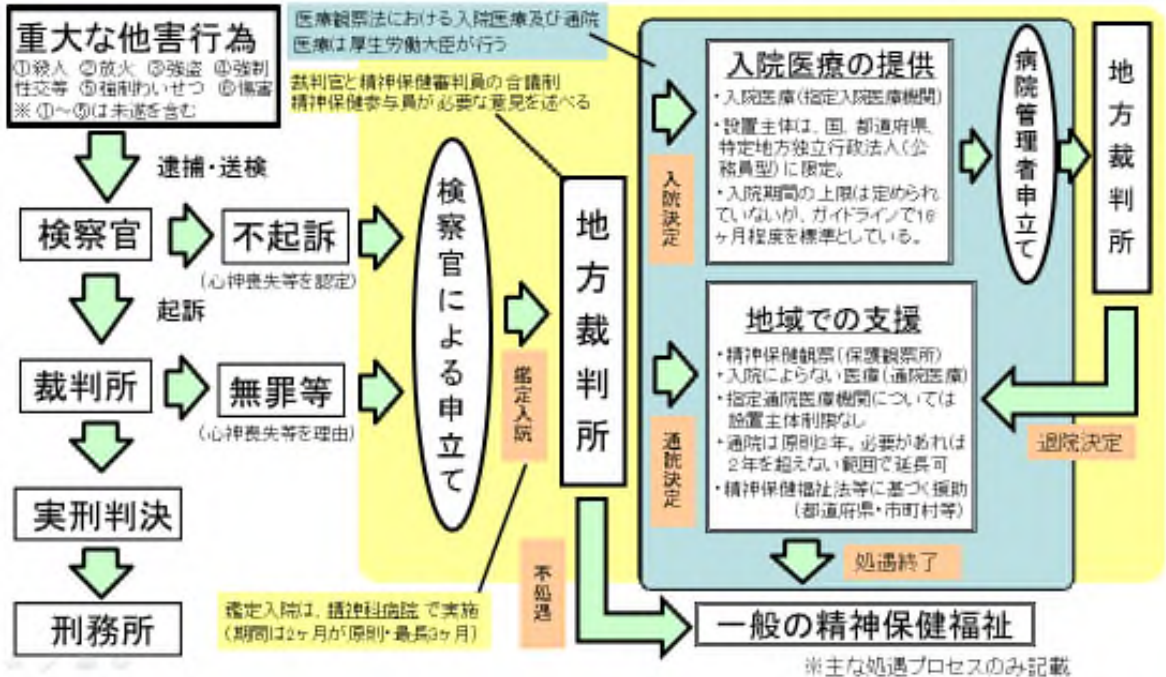 重大な他害行為
①殺人 ②放火 ③強盗 ④強制
性交等 ⑤強制わいせつ ⑥傷害
※ ①～⑤は未遂を含む
逮捕・送検
検察官
不起訴
(心神喪失等を認定)
起訴
裁判所
無罪等
(心神喪失等を理由)
実刑判決
刑務所
医療観察法における入院医療及び通院
医療は厚生労働大臣が行う
裁判官と精神保健審判員の合議制
精神保健参与員が必要な意見を述べる
検察官による申立て
鑑定入院
鑑定入院は、精神科病院で実施
(期間は2ヶ月が原則・最長3ヶ月)
地方裁判所
入院決定
通院決定
不処遇
入院医療の提供
・入院医療(指定入院医療機関)
・設置主体は、国、都道府県、
特定地方独立行政法人(公
務員型)に限定。
・入院期間の上限は定められ
ていないが、ガイドラインで18
ヶ月程度を標準としている。
病院管理者申立て
地方裁判所
退院決定
地域での支援
・精神保健観察(保護観察所)
・入院によらない医療(通院医療)
・指定通院医療機関については
設置主体制限なし
・通院は原則3年。必要があれば
2年を超えない範囲で延長可
・精神保健福祉法等に基づく援助
(都道府県・市町村等)
処遇終了
一般の精神保健福祉
※主な処遇プロセスのみ記載